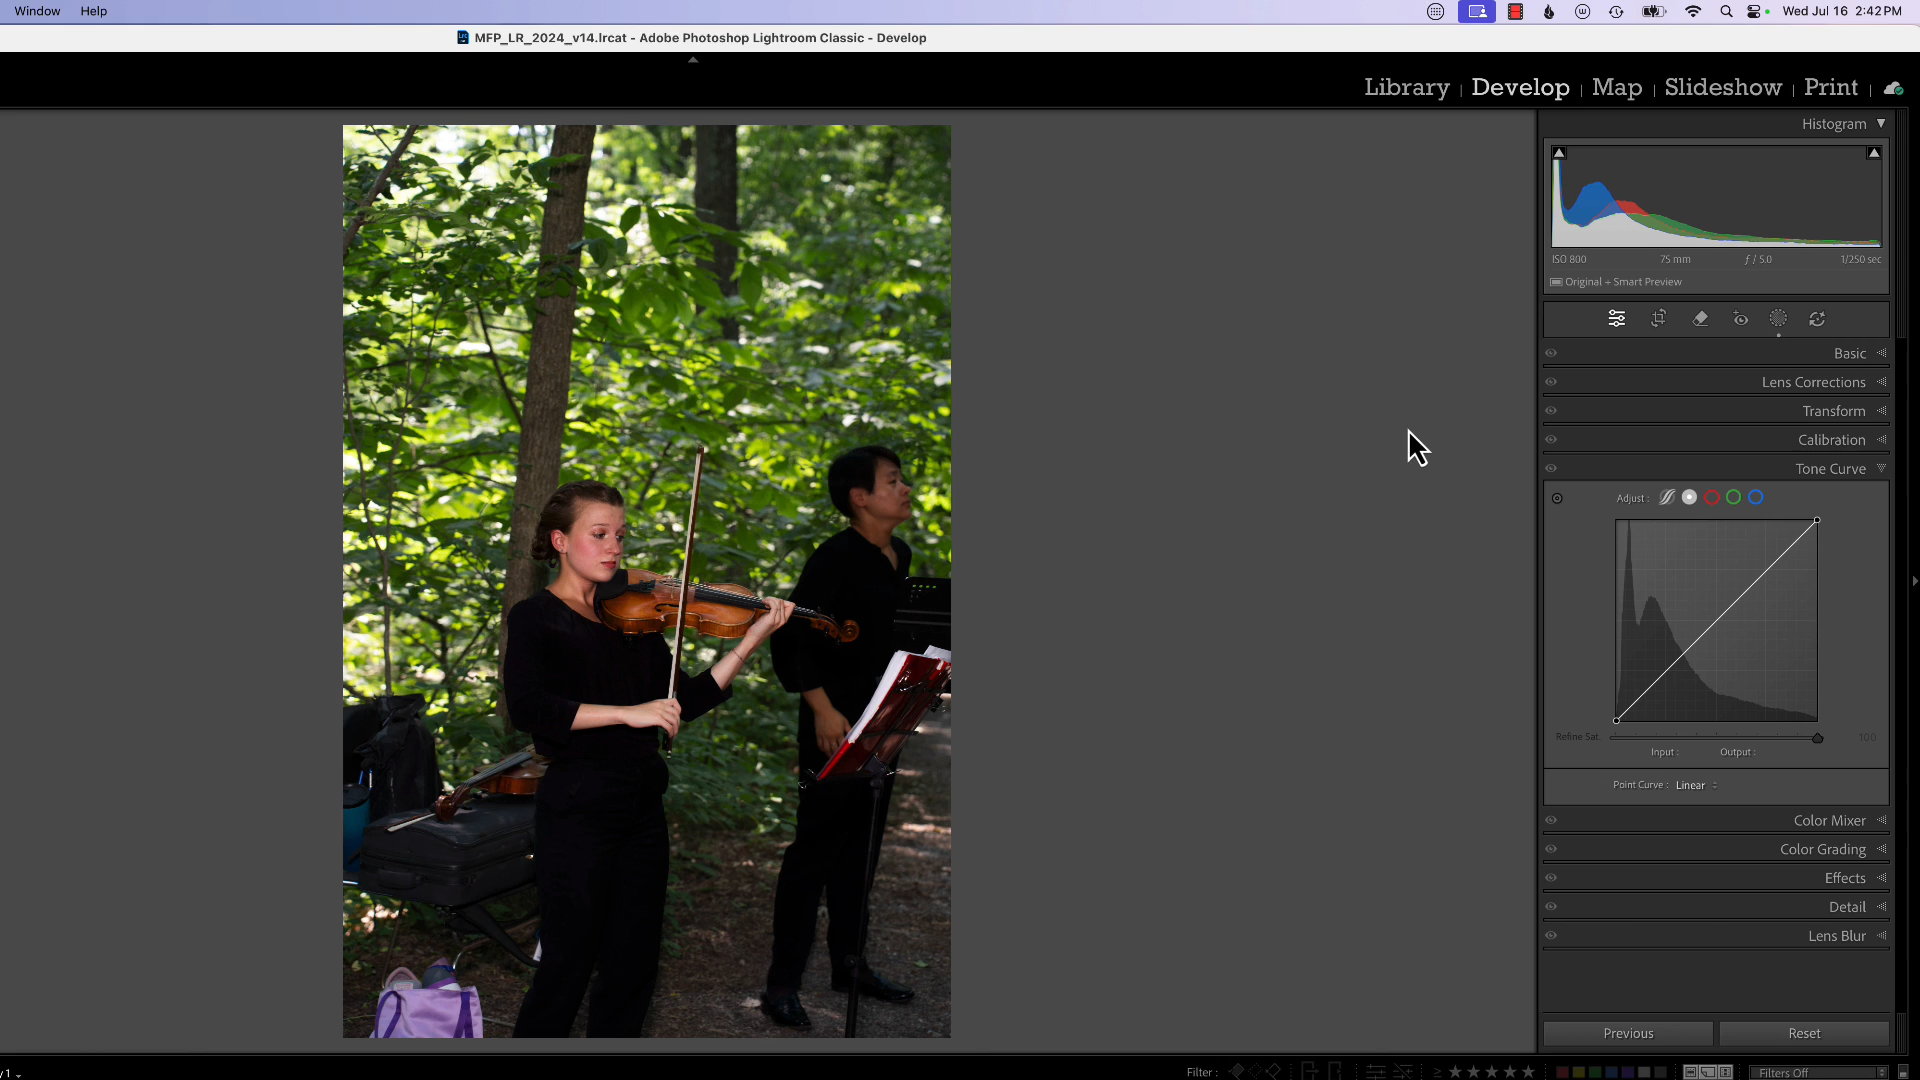 Window Help
Wed Jul 16 2:42 PM
MFP_LR_2024_v14.lrcat - Adobe Photoshop Lightroom Classic - Develop
Library | Develop | Map | Slideshow | Print |
Histogram
ISO 800 75 mm ƒ / 5.0 1/250 sec
Original + Smart Preview
Basic
Lens Corrections
Transform
Calibration
Tone Curve
Adjust :
Refine Sat. 100
Input : Output :
Point Curve : Linear
Color Mixer
Color Grading
Effects
Detail
Lens Blur
Previous Reset
Filter : ≥ Filters Off